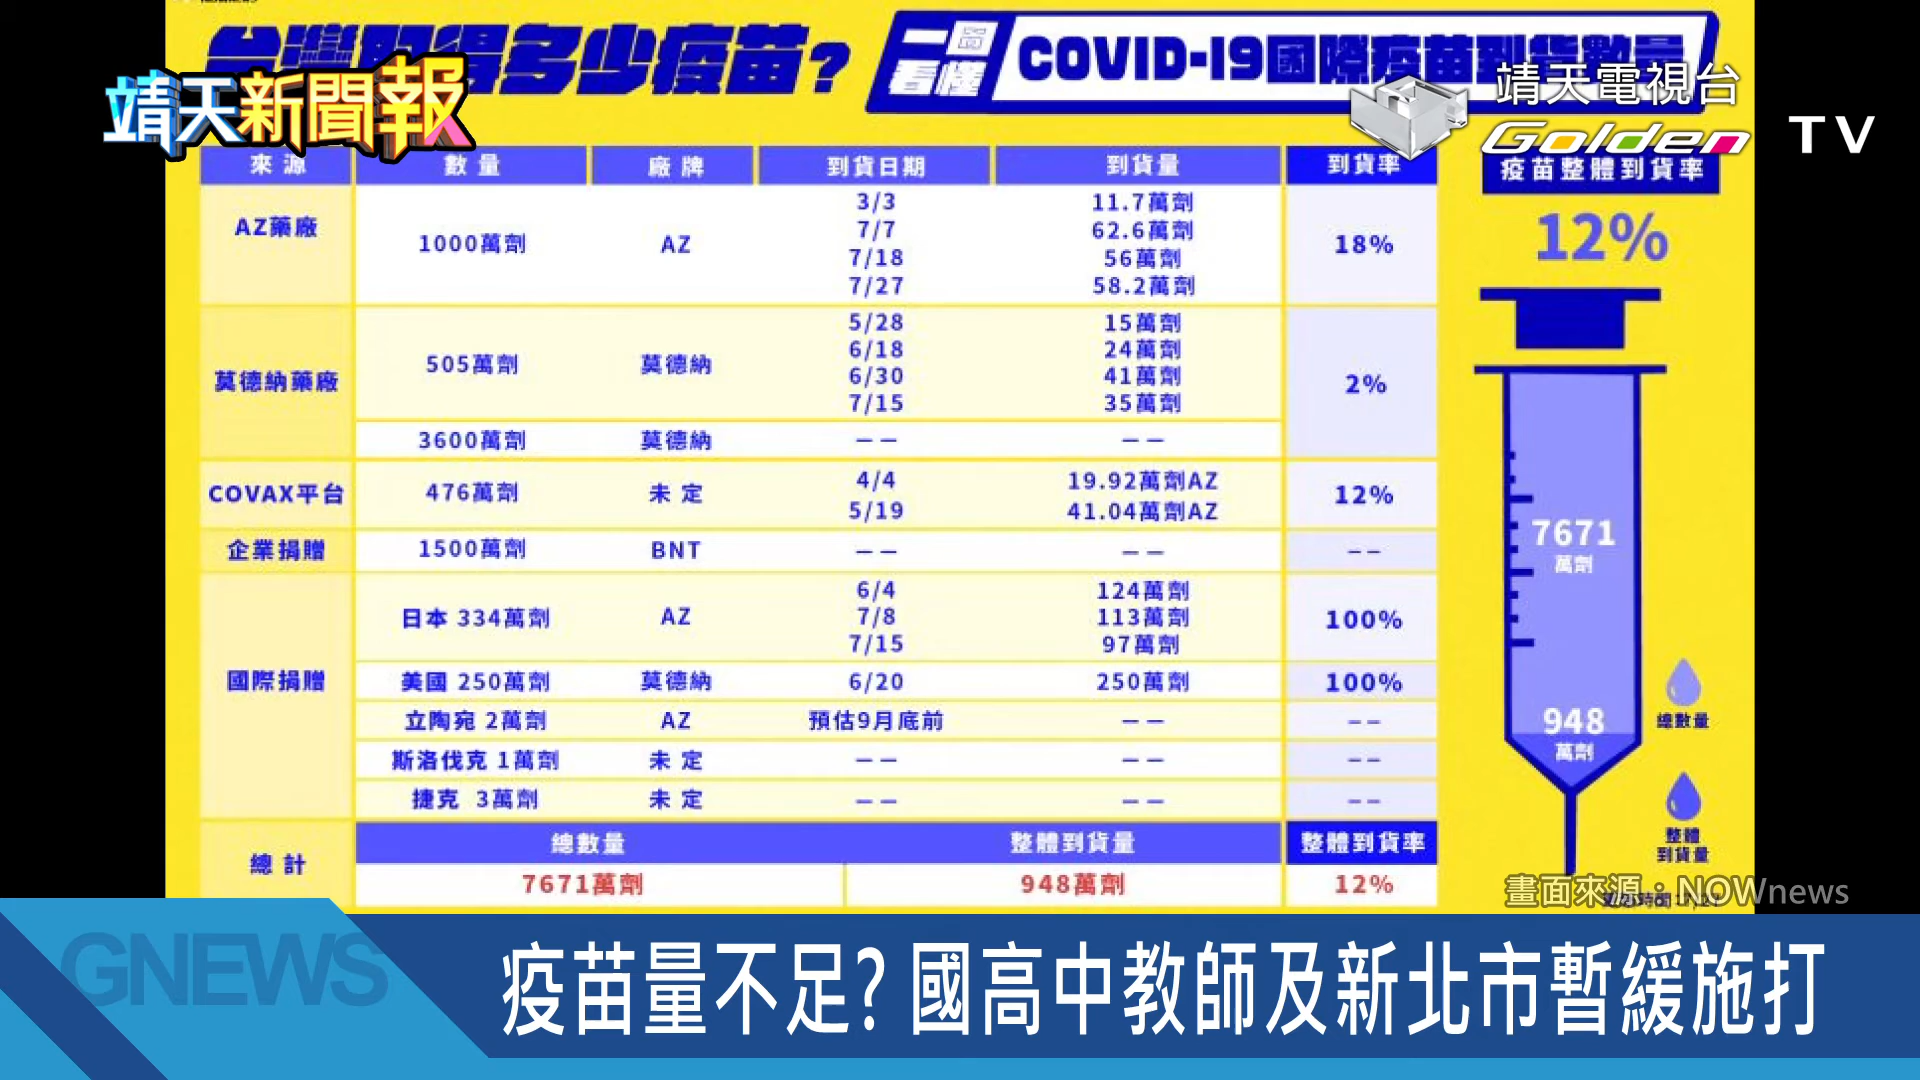 台灣取得多少疫苗?
一圖看懂
COVID-19國際疫苗到貨數量
靖天新聞報
靖天電視台
Golden TV
來源 數量 廠牌 到貨日期 到貨量 到貨率
AZ藥廠 1000萬劑 AZ 18%
3/3 11.7萬劑
7/7 62.6萬劑
7/18 56萬劑
7/27 58.2萬劑
莫德納藥廠 505萬劑 莫德納 2%
5/28 15萬劑
6/18 24萬劑
6/30 41萬劑
7/15 35萬劑
3600萬劑 莫德納 —— ——
COVAX平台 476萬劑 未定 12%
4/4 19.92萬劑AZ
5/19 41.04萬劑AZ
企業捐贈 1500萬劑 BNT —— —— ——
國際捐贈
日本 334萬劑 AZ 100%
6/4 124萬劑
7/8 113萬劑
7/15 97萬劑
美國 250萬劑 莫德納 6/20 250萬劑 100%
立陶宛 2萬劑 AZ 預估9月底前 —— ——
斯洛伐克 1萬劑 未定 —— —— ——
捷克 3萬劑 未定 —— —— ——
總計 總數量 整體到貨量 整體到貨率
7671萬劑 948萬劑 12%
疫苗整體到貨率
12%
7671
萬劑
948
萬劑
總數量
整體
到貨量
畫面來源:NOWnews
GNEWS
疫苗量不足? 國高中教師及新北市暫緩施打